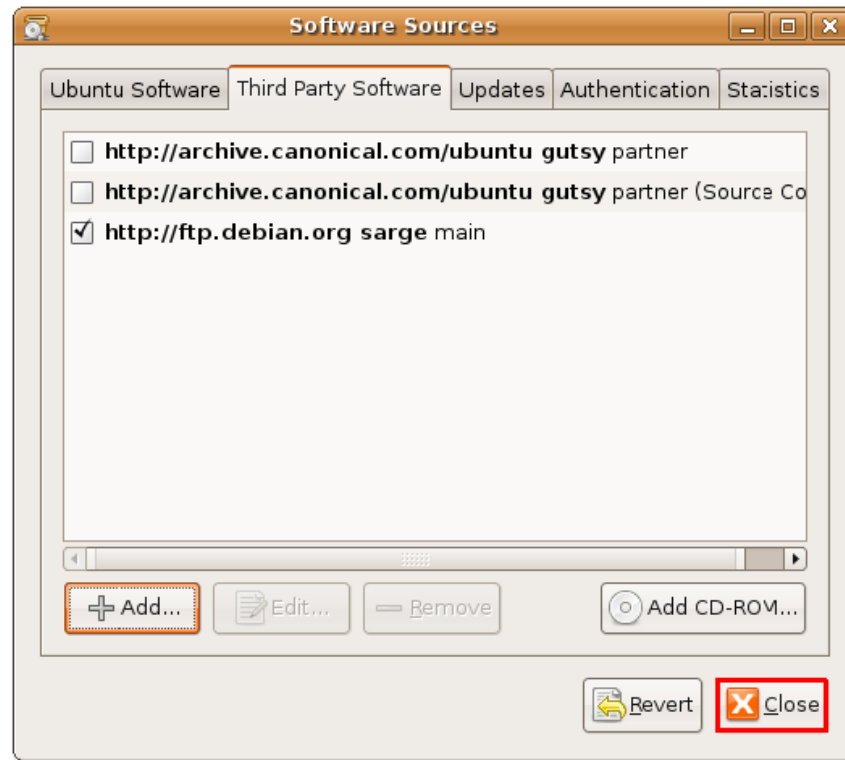 Software Sources
Ubuntu Software Third Party Software Updates Authentication Statistics
http://archive.canonical.com/ubuntu gutsy partner
http://archive.canonical.com/ubuntu gutsy partner (Source Co
http://ftp.debian.org sarge main
Add... Edit... Remove Add CD-ROM...
Revert Close